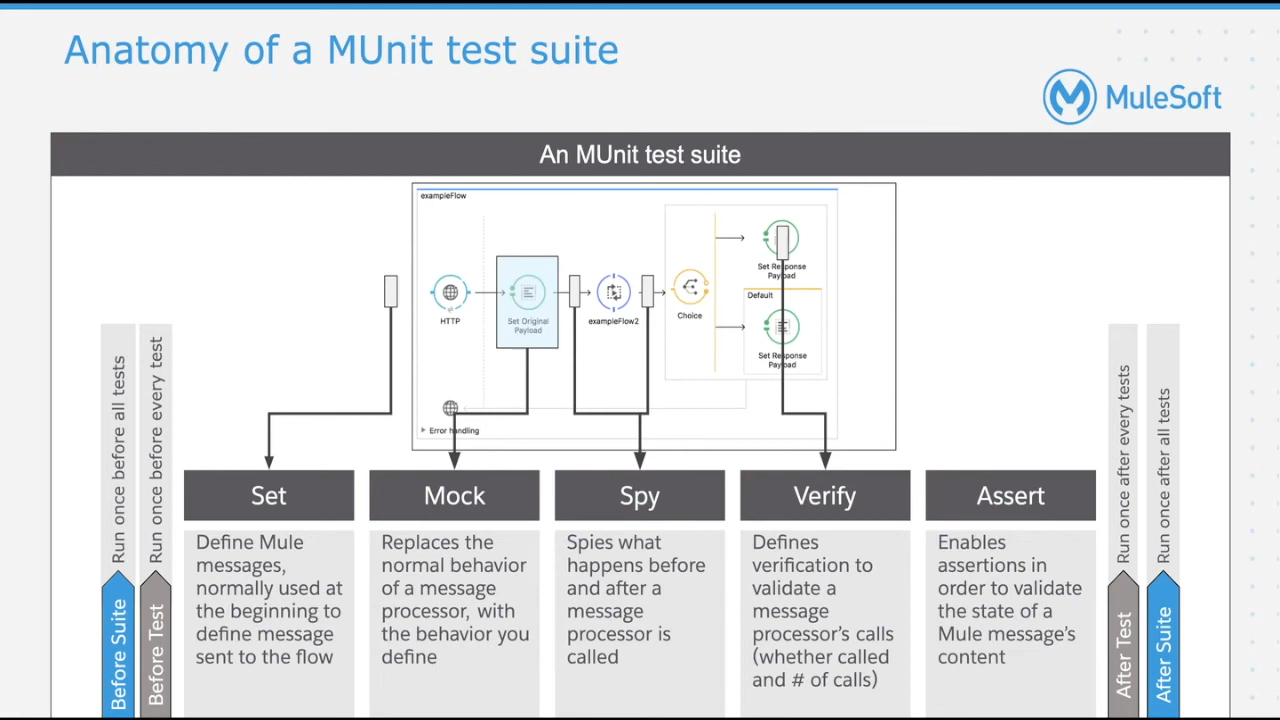 Anatomy of a MUnit test suite
MuleSoft
An MUnit test suite
exampleFlow
HTTP
Set Original
Payload
exampleFlow2
Choice
Set Response
Payload
Default
Set Response
Payload
Error handling
Before Suite
Run once before all tests
Before Test
Run once before every test
Set
Define Mule
messages,
normally used at
the beginning to
define message
sent to the flow
Mock
Replaces the
normal behavior
of a message
processor, with
the behavior you
define
Spy
Spies what
happens before
and after a
message
processor is
called
Verify
Defines
verification to
validate a
message
processor’s calls
(whether called
and # of calls)
Assert
Enables
assertions in
order to validate
the state of a
Mule message’s
content
After Test
Run once after every tests
After Suite
Run once after all tests